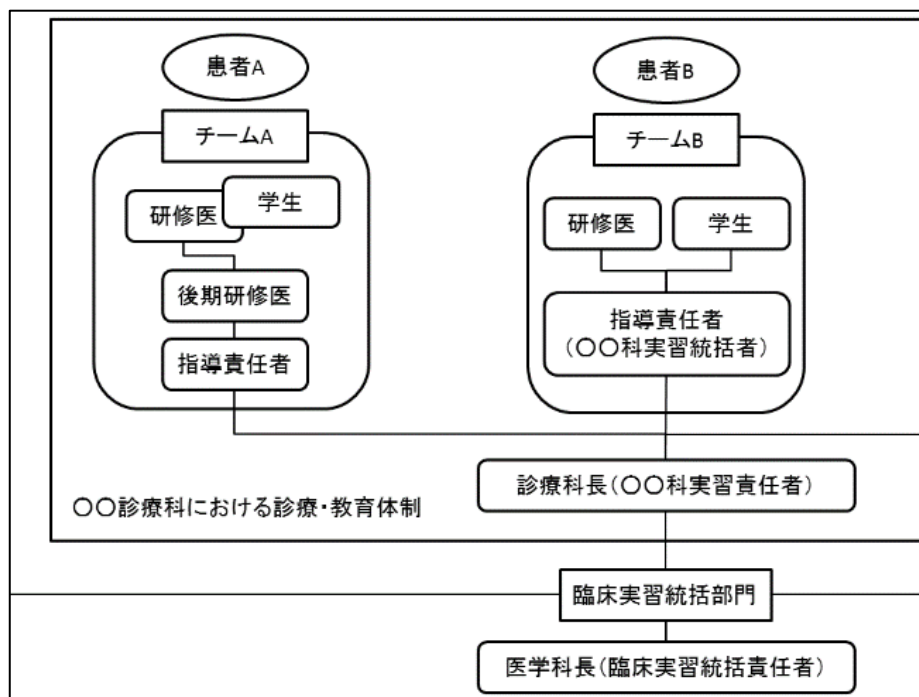 患者A
患者B
チームA
チームB
研修医
学生
研修医
学生
後期研修医
指導責任者
指導責任者
(〇〇科実習統括者)
診療科長(〇〇科実習責任者)
〇〇診療科における診療・教育体制
臨床実習統括部門
医学科長(臨床実習統括責任者)